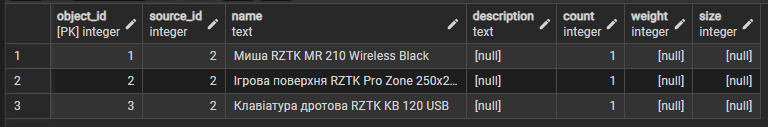 object_id source_id name description count weight size
[PK] integer integer text text integer integer integer
1 1 2 Миша RZTK MR 210 Wireless Black [null] 1 [null] [null]
2 2 2 Ігрова поверхня RZTK Pro Zone 250x2... [null] 1 [null] [null]
3 3 2 Клавіатура дротова RZTK KB 120 USB [null] 1 [null] [null]